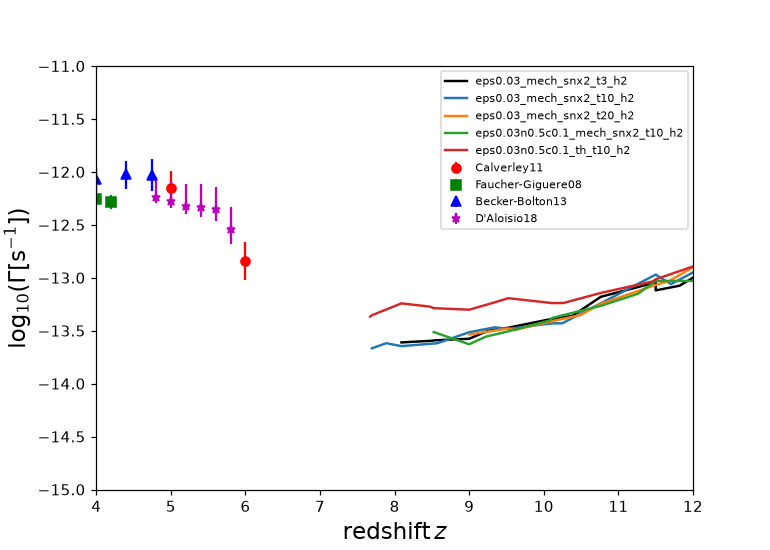 −11.0
−11.5
−12.0
−12.5
−13.0
−13.5
−14.0
−14.5
−15.0
log₁₀(Γ[s⁻¹])
4 5 6 7 8 9 10 11 12
redshift z
eps0.03_mech_snx2_t3_h2
eps0.03_mech_snx2_t10_h2
eps0.03_mech_snx2_t20_h2
eps0.03n0.5c0.1_mech_snx2_t10_h2
eps0.03n0.5c0.1_th_t10_h2
Calverley11
Faucher-Giguere08
Becker-Bolton13
D'Aloisio18